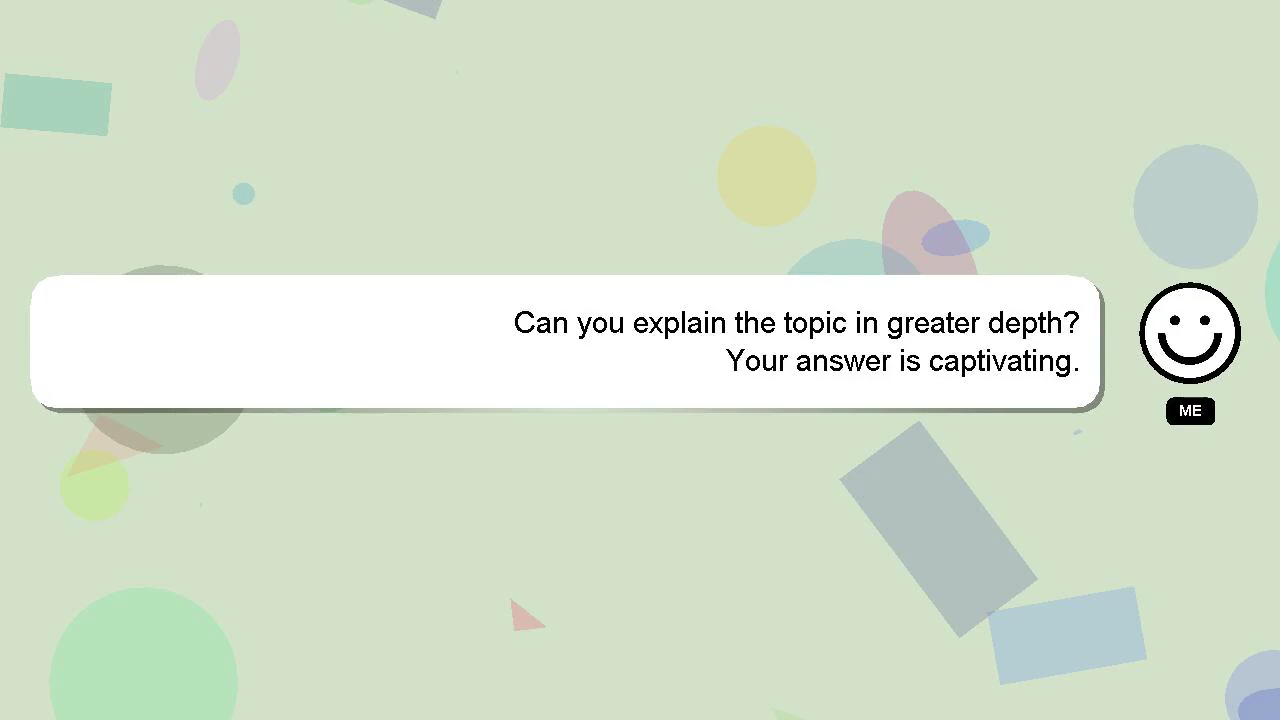 Can you explain the topic in greater depth?
Your answer is captivating.
ME